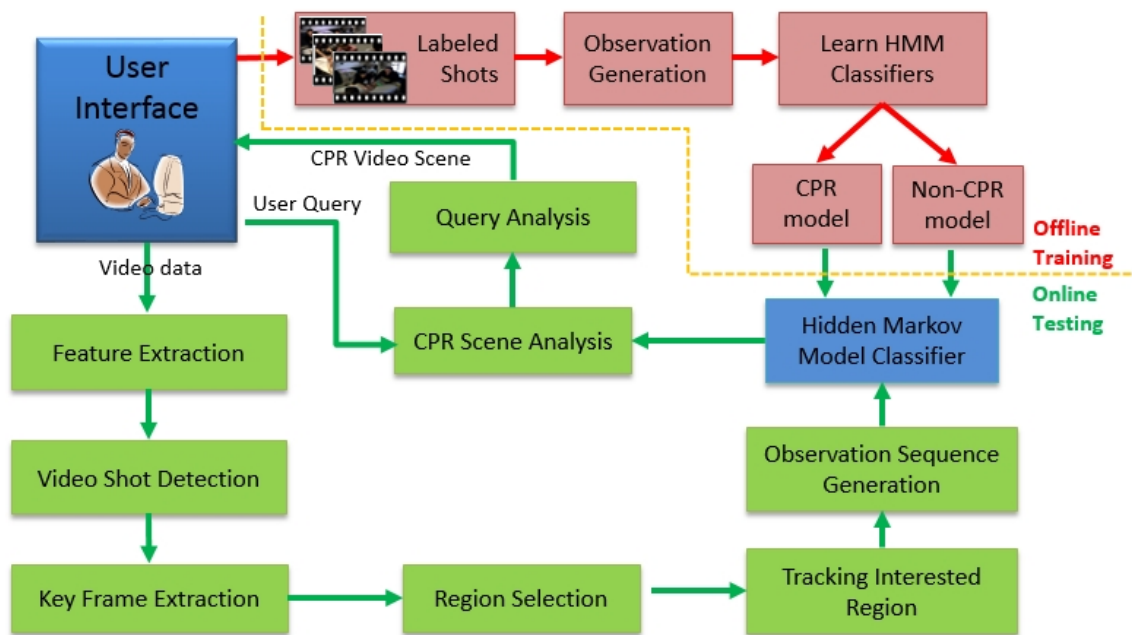 User
Interface
Labeled
Shots
Observation
Generation
Learn HMM
Classifiers
CPR Video Scene
User Query
Query Analysis
CPR
model
Non-CPR
model
Offline
Training
Video data
Online
Testing
Feature Extraction
CPR Scene Analysis
Hidden Markov
Model Classifier
Video Shot Detection
Observation Sequence
Generation
Key Frame Extraction
Region Selection
Tracking Interested
Region